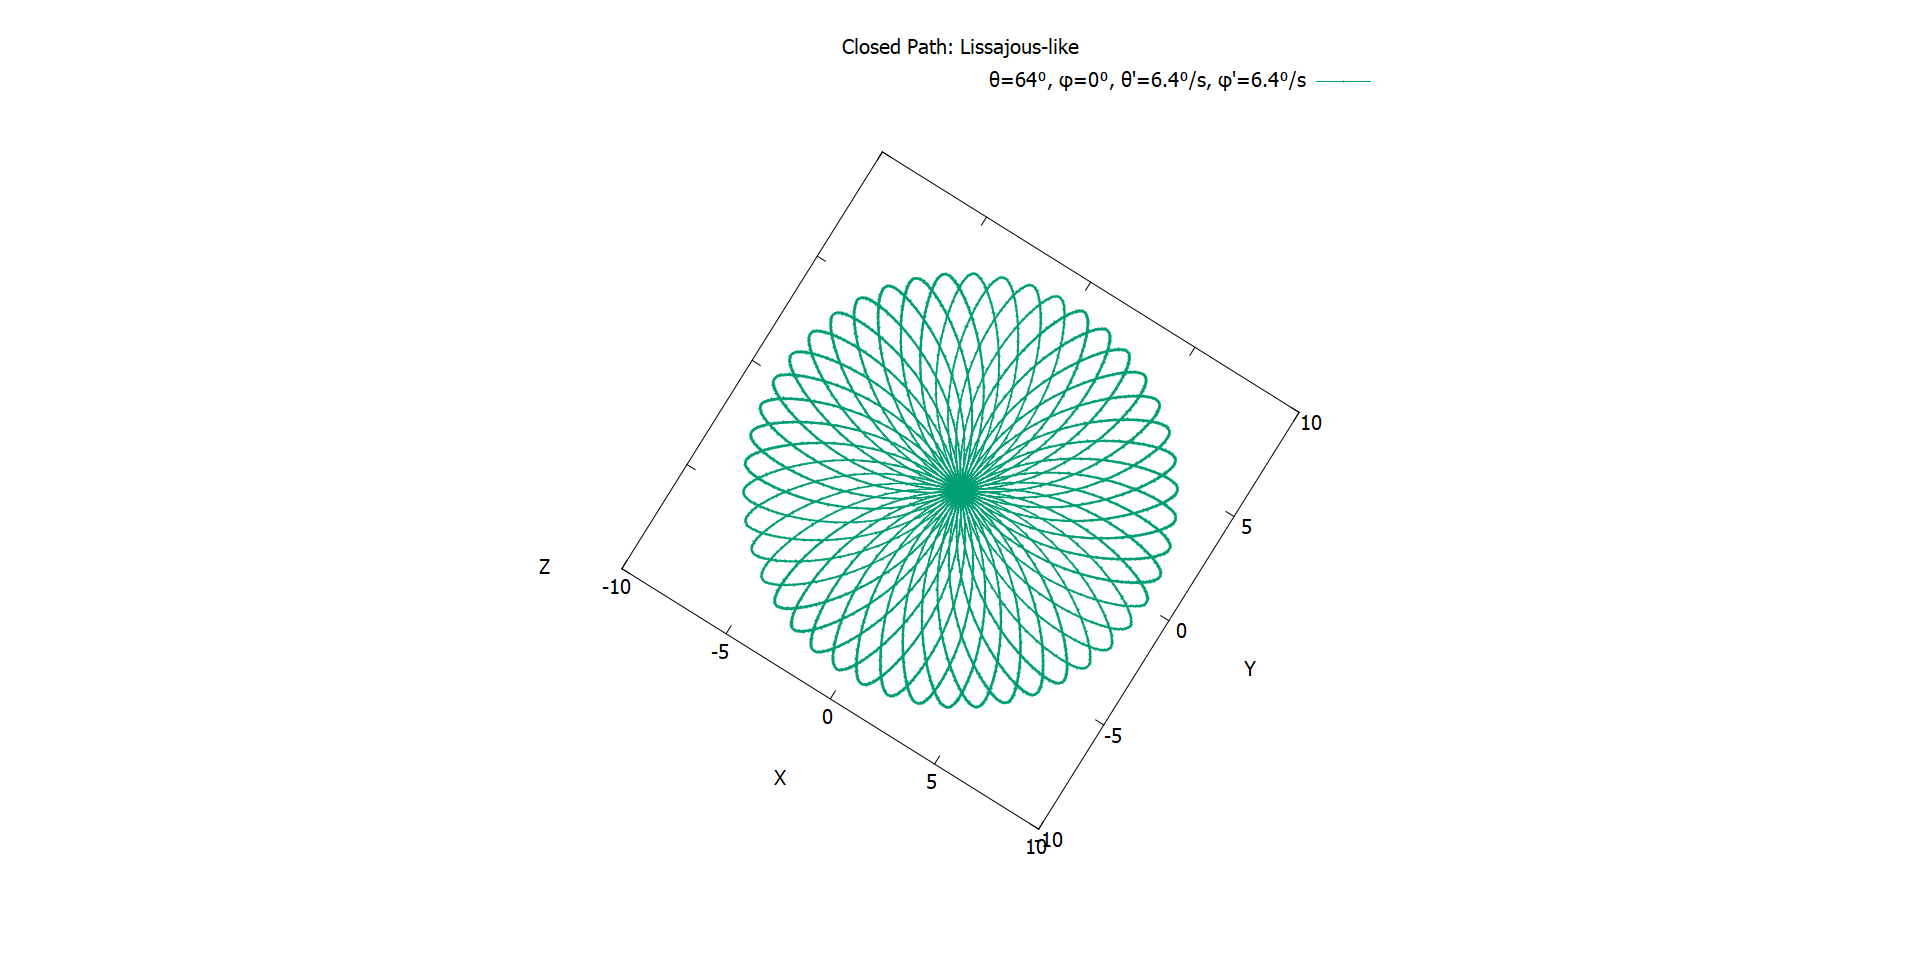 Closed Path: Lissajous-like
θ=64º, φ=0º, θ'=6.4º/s, φ'=6.4º/s
10
5
Z
-10
0
-5
Y
0
-5
X
5
-10
10